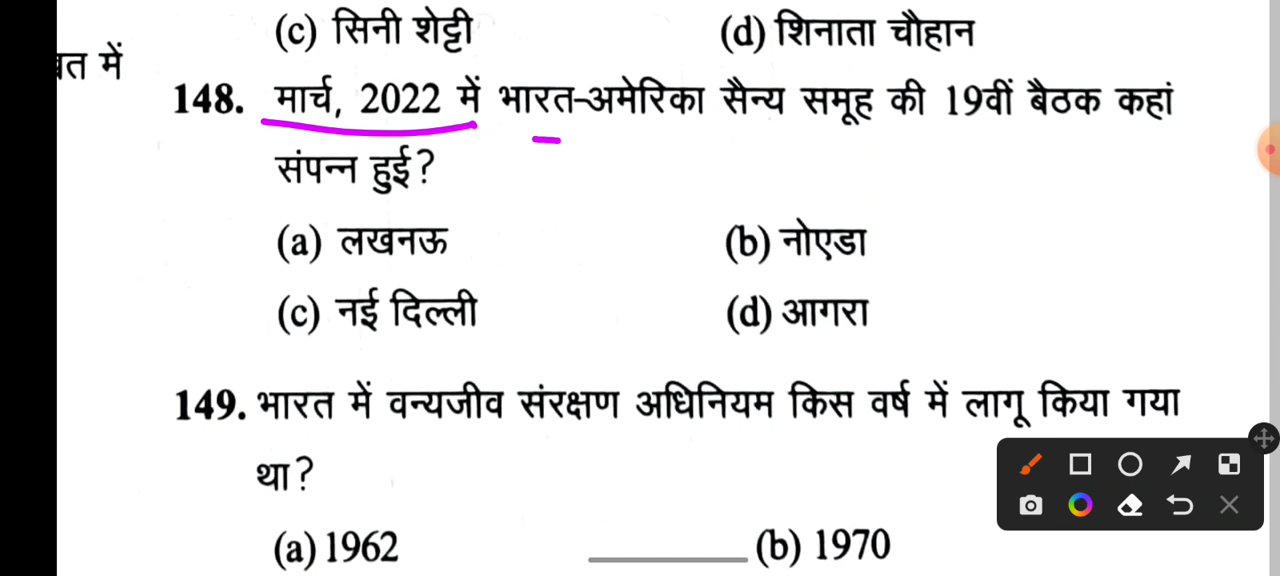 (c) सिनी शेट्टी (d) शिनाता चौहान
में
148. मार्च, 2022 में भारत-अमेरिका सैन्य समूह की 19वीं बैठक कहां
संपन्न हुई?
(a) लखनऊ (b) नोएडा
(c) नई दिल्ली (d) आगरा
149. भारत में वन्यजीव संरक्षण अधिनियम किस वर्ष में लागू किया गया
था?
(a) 1962 (b) 1970